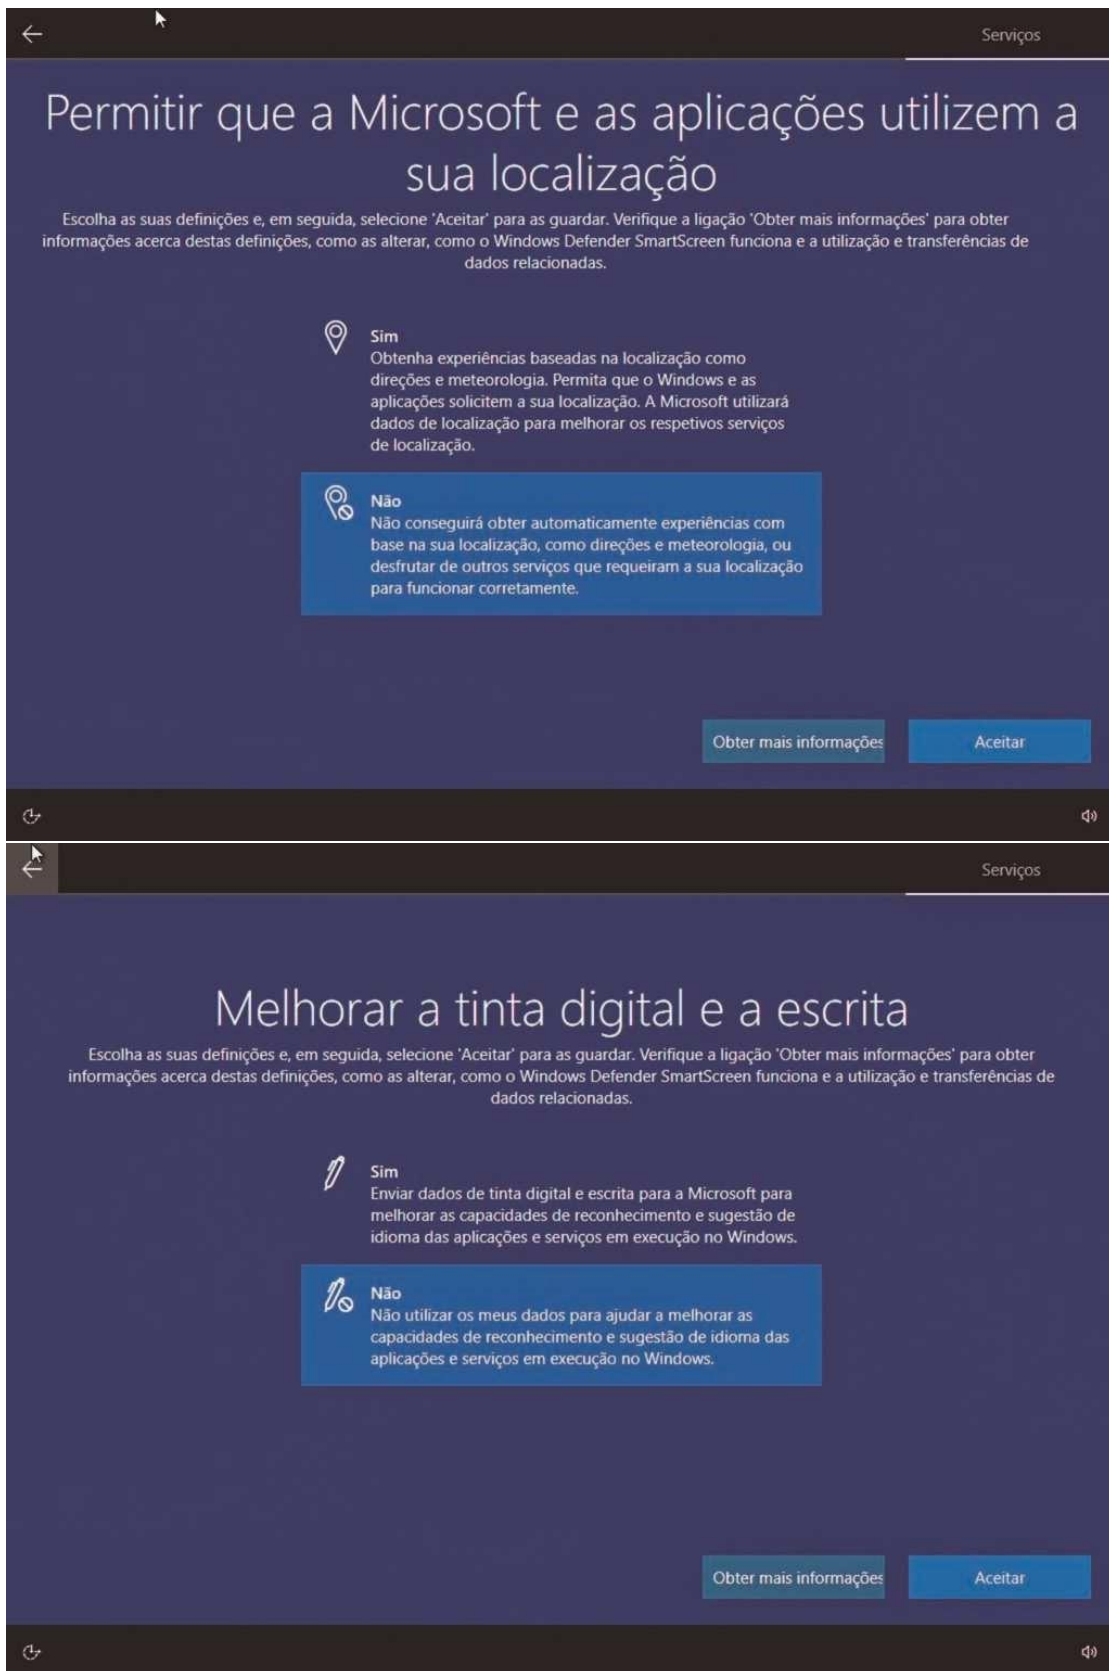 Serviços
Permitir que a Microsoft e as aplicações utilizem a
sua localização
Escolha as suas definições e, em seguida, selecione 'Aceitar' para as guardar. Verifique a ligação 'Obter mais informações' para obter
informações acerca destas definições, como as alterar, como o Windows Defender SmartScreen funciona e a utilização e transferências de
dados relacionadas.
Sim
Obtenha experiências baseadas na localização como
direções e meteorologia. Permita que o Windows e as
aplicações solicitem a sua localização. A Microsoft utilizará
dados de localização para melhorar os respetivos serviços
de localização.
Não
Não conseguirá obter automaticamente experiências com
base na sua localização, como direções e meteorologia, ou
desfrutar de outros serviços que requeiram a sua localização
para funcionar corretamente.
Obter mais informações
Aceitar
Serviços
Melhorar a tinta digital e a escrita
Escolha as suas definições e, em seguida, selecione 'Aceitar' para as guardar. Verifique a ligação 'Obter mais informações' para obter
informações acerca destas definições, como as alterar, como o Windows Defender SmartScreen funciona e a utilização e transferências de
dados relacionadas.
Sim
Enviar dados de tinta digital e escrita para a Microsoft para
melhorar as capacidades de reconhecimento e sugestão de
idioma das aplicações e serviços em execução no Windows.
Não
Não utilizar os meus dados para ajudar a melhorar as
capacidades de reconhecimento e sugestão de idioma das
aplicações e serviços em execução no Windows.
Obter mais informações
Aceitar